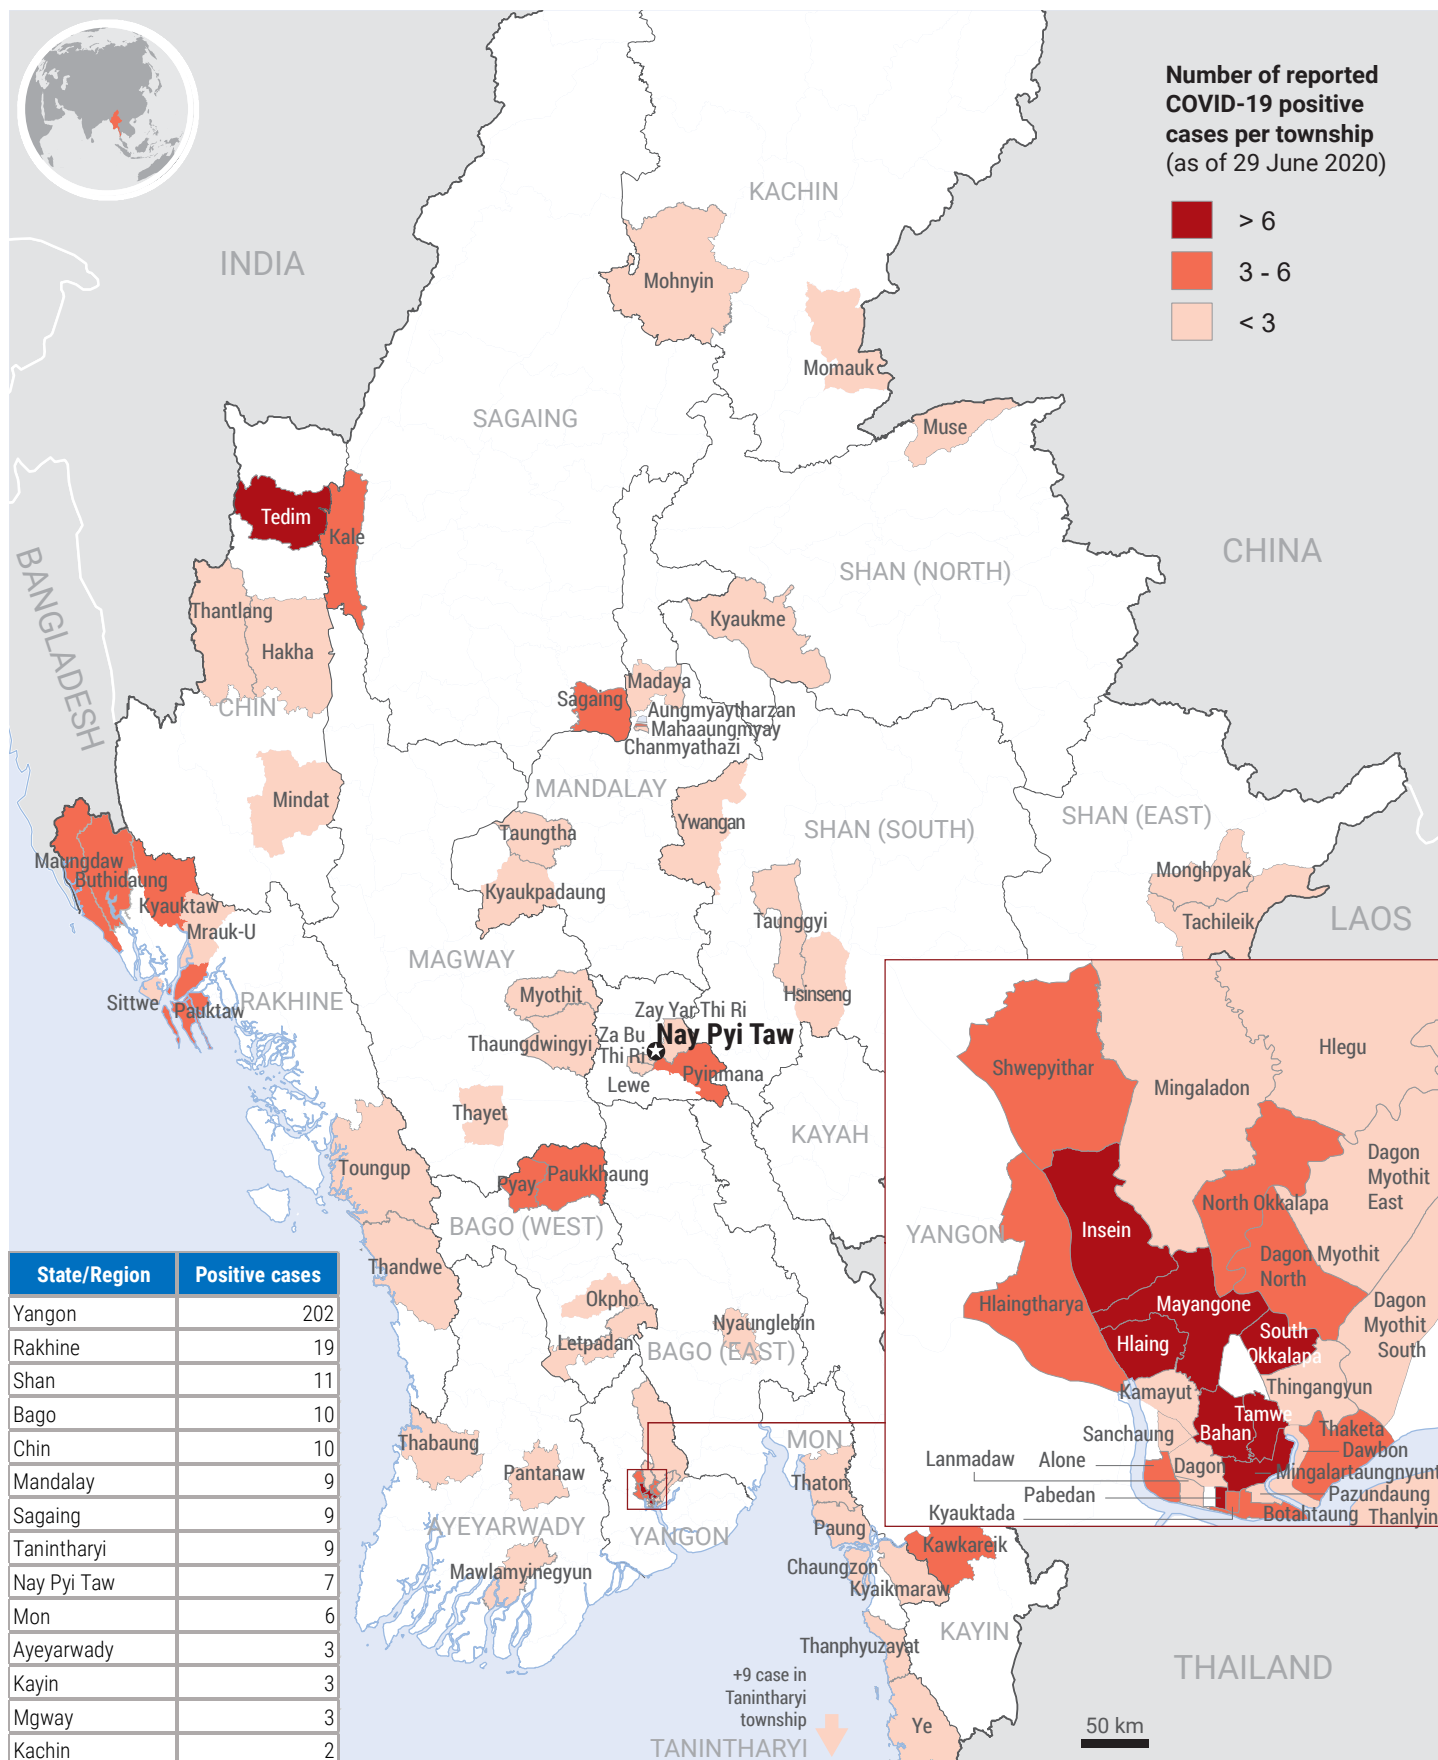 Number of reported
COVID-19 positive
cases per township
(as of 29 June 2020)
> 6
3 - 6
< 3
KACHIN
INDIA
Mohnyin
Momauk
SAGAING
Muse
Tedim
Kale
CHINA
BANGLADESH
SHAN (NORTH)
Thantlang
Kyaukme
Hakha
Madaya
Sagaing
CHIN
Aungmyaytharzan
Mahaaungmyay
Chanmyathazi
MANDALAY
Mindat
Ywangan
SHAN (EAST)
Taungtha
SHAN (SOUTH)
Maungdaw
Monghpyak
Buthidaung
Kyaukpadaung
Kyauktaw
Taunggyi
Tachileik
LAOS
Mrauk-U
MAGWAY
Myothit
Hsinseng
Sittwe
Pauktaw
RAKHINE
Zay Yar Thi Ri
Nay Pyi Taw
Za Bu
Thi Ri
Thaungdwingyi
Pyinmana
Lewe
Thayet
KAYAH
Toungup
Pyay
Paukkhaung
BAGO (WEST)
Thandwe
Okpho
Nyaunglebin
Letpadan
BAGO (EAST)
Thabaung
MON
Pantanaw
Thaton
AYEYARWADY
YANGON
Paung
Kawkareik
Mawlamyinegyun
Chaungzon
Kyaikmaraw
Thanphyuzayat
KAYIN
THAILAND
+9 case in
Tanintharyi
township
TANINTHARYI
Ye
50 km
Hlegu
Shwepyithar
Mingaladon
Dagon
Myothit
East
North Okkalapa
YANGON
Insein
Dagon Myothit
North
Hlaingtharya
Mayangone
Dagon
Myothit
South
South
Okkalapa
Hlaing
Kamayut
Thingangyun
Tamwe
Bahan
Sanchaung
Thaketa
Dawbon
Lanmadaw
Alone
Dagon
Mingalartaungnyunt
Pabedan
Pazundaung
Kyauktada
Botahtaung
Thanlyin
State/Region Positive cases
Yangon 202
Rakhine 19
Shan 11
Bago 10
Chin 10
Mandalay 9
Sagaing 9
Tanintharyi 9
Nay Pyi Taw 7
Mon 6
Ayeyarwady 3
Kayin 3
Mgway 3
Kachin 2